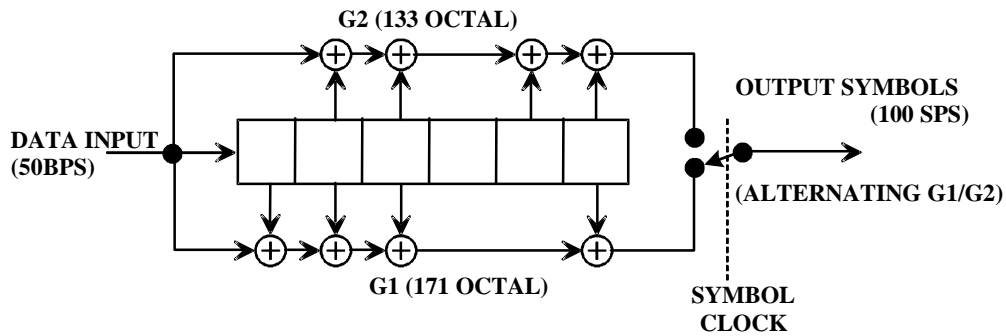 G2 (133 OCTAL)
OUTPUT SYMBOLS
(100 SPS)
DATA INPUT
(50BPS)
(ALTERNATING G1/G2)
G1 (171 OCTAL)
SYMBOL
CLOCK